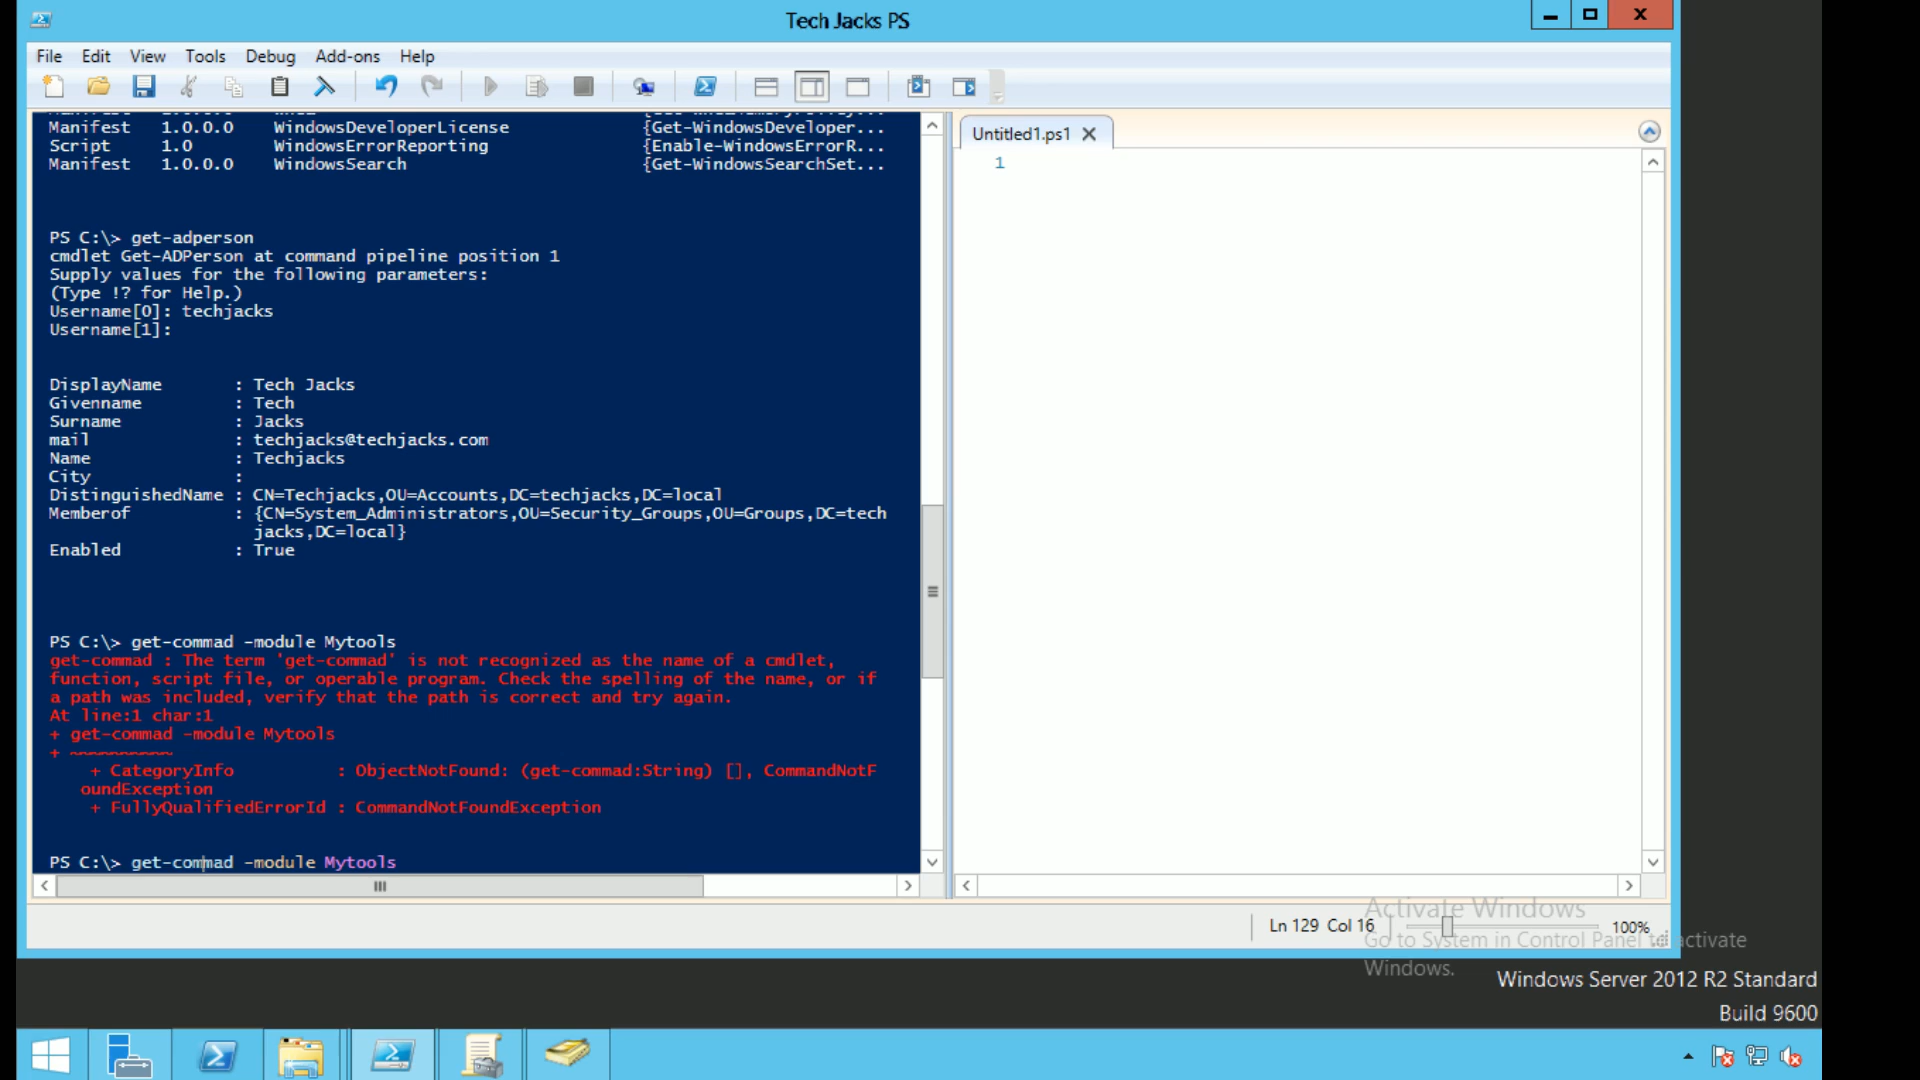 Tech Jacks PS
File Edit View Tools Debug Add-ons Help
Manifest 1.0.0.0 WindowsDeveloperLicense {Get-WindowsDeveloper...
Script 1.0 WindowsErrorReporting {Enable-WindowsErrorR...
Manifest 1.0.0.0 WindowsSearch {Get-WindowsSearchSet...
PS C:\> get-adperson
cmdlet Get-ADPerson at command pipeline position 1
Supply values for the following parameters:
(Type !? for Help.)
Username[0]: techjacks
Username[1]:
DisplayName : Tech Jacks
Givenname : Tech
Surname : Jacks
mail : techjacks@techjacks.com
Name : Techjacks
City :
DistinguishedName : CN=Techjacks,OU=Accounts,DC=techjacks,DC=local
Memberof : {CN=System_Administrators,OU=Security_Groups,OU=Groups,DC=tech
jacks,DC=local}
Enabled : True
PS C:\> get-commad -module Mytools
get-commad : The term 'get-commad' is not recognized as the name of a cmdlet,
function, script file, or operable program. Check the spelling of the name, or if
a path was included, verify that the path is correct and try again.
At line:1 char:1
+ get-commad -module Mytools
+ ~~~~~~~~~~
+ CategoryInfo : ObjectNotFound: (get-commad:String) [], CommandNotF
oundException
+ FullyQualifiedErrorId : CommandNotFoundException
PS C:\> get-commad -module Mytools
Untitled1.ps1
1
Ln 129 Col 16
100%
Activate Windows
Go to System in Control Panel to activate
Windows.
Windows Server 2012 R2 Standard
Build 9600